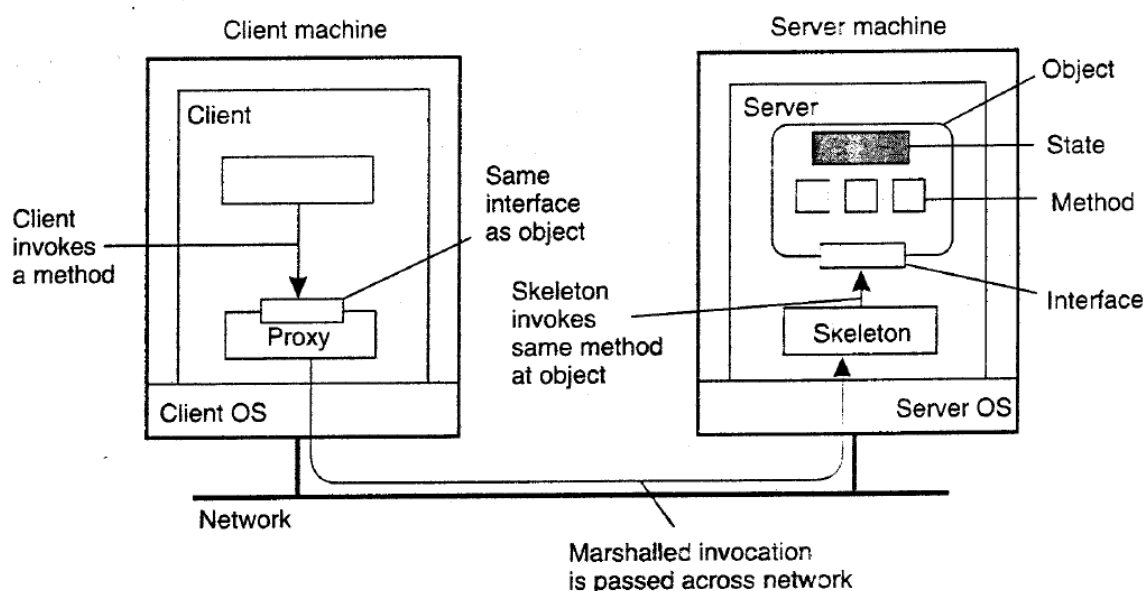 Client machine
Server machine
Object
Client
Server
State
Same
interface
as object
Method
Client
invokes
a method
Skeleton
invokes
same method
at object
Interface
Proxy
Skeleton
Client OS
Server OS
Network
Marshalled invocation
is passed across network